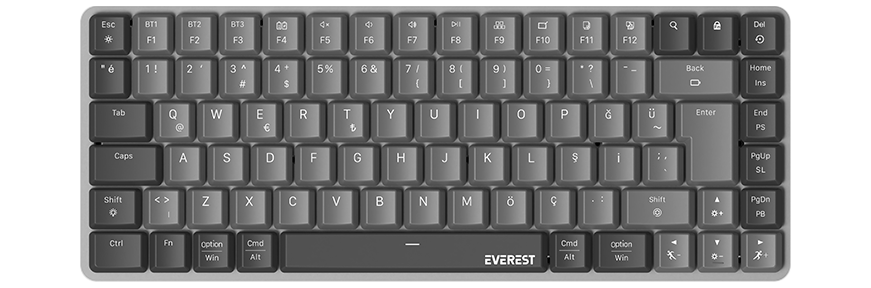 Esc BT1 BT2 BT3 Del
F1 F2 F3 F4 F5 F6 F7 F8 F9 F10 F11 F12
" é 1 ! 2 ' 3 ^ # 4 + $ 5 % 6 & 7 / { 8 ( [ 9 ) ] 0 = } * ? \ - _ Back Home Ins
Tab Q @ W E € R T ₺ Y U I O P Ğ Ü ~ Enter End PS
Caps A S D F G H J K L Ş İ ; , ` PgUp SL
Shift < > | Z X C V B N M Ö Ç . : Shift PgDn PB
Ctrl Fn Option Win Cmd Alt EVEREST Cmd Alt Option Win